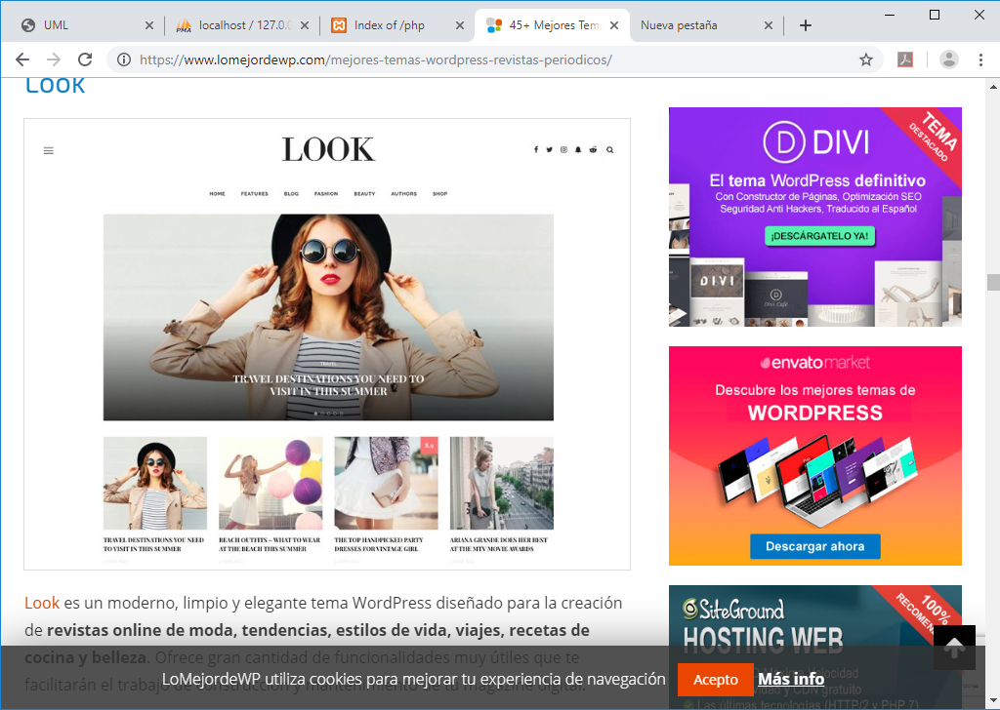 UML
localhost / 127.0.0
Index of /php
45+ Mejores Tem
Nueva pestaña
https://www.lomejordewp.com/mejores-temas-wordpress-revistas-periodicos/
Look
LOOK
HOME FEATURES BLOG FASHION BEAUTY AUTHORS SHOP
TRAVEL
TRAVEL DESTINATIONS YOU NEED TO
VISIT IN THIS SUMMER
8.9
TRAVEL DESTINATIONS YOU NEED
TO VISIT IN THIS SUMMER
BEACH OUTFITS – WHAT TO WEAR
AT THE BEACH THIS SUMMER
THE TOP HANDPICKED PARTY
DRESSES FOR VINTAGE GIRL
ARIANA GRANDE DOES HER BEST
AT THE MTV MOVIE AWARDS
Look es un moderno, limpio y elegante tema WordPress diseñado para la creación
de revistas online de moda, tendencias, estilos de vida, viajes, recetas de
cocina y belleza. Ofrece gran cantidad de funcionalidades muy útiles que te
facilitarán el trabajo de construcción y mantenimiento de tu magazine digital.
TEMA
DESTACADO
DIVI
El tema WordPress definitivo
Con Constructor de Páginas, Optimización SEO
Seguridad Anti Hackers, Traducido al Español
¡DESCÁRGATELO YA!
DIVI
Divi Café
envato market
Descubre los mejores temas de
WORDPRESS
Descargar ahora
SiteGround
100%
RECOMEN
HOSTING WEB
Velocidad
y CDN gratuito
Las últimas tecnologías (HTTP/2 y PHP 7)
LoMejordeWP utiliza cookies para mejorar tu experiencia de navegación
Acepto
Más info